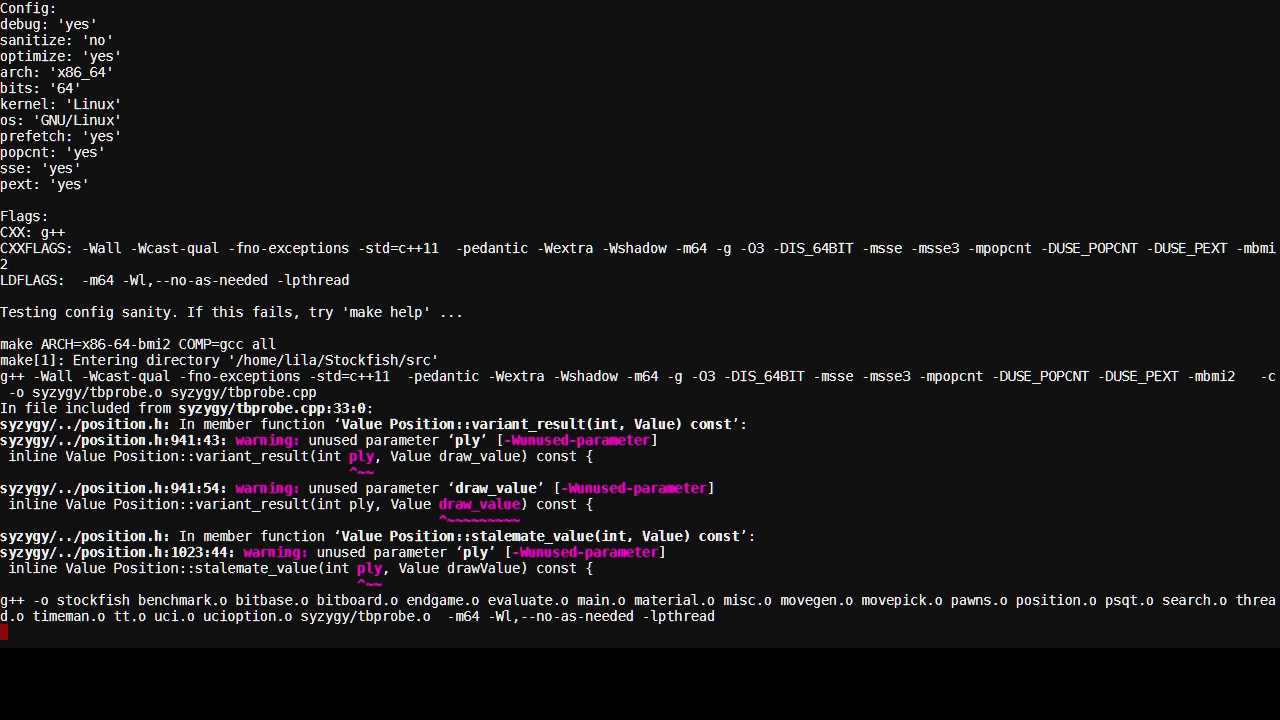 Config:
debug: 'yes'
sanitize: 'no'
optimize: 'yes'
arch: 'x86_64'
bits: '64'
kernel: 'Linux'
os: 'GNU/Linux'
prefetch: 'yes'
popcnt: 'yes'
sse: 'yes'
pext: 'yes'

Flags:
CXX: g++
CXXFLAGS: -Wall -Wcast-qual -fno-exceptions -std=c++11  -pedantic -Wextra -Wshadow -m64 -g -O3 -DIS_64BIT -msse -msse3 -mpopcnt -DUSE_POPCNT -DUSE_PEXT -mbmi
2
LDFLAGS:  -m64 -Wl,--no-as-needed -lpthread

Testing config sanity. If this fails, try 'make help' ...

make ARCH=x86-64-bmi2 COMP=gcc all
make[1]: Entering directory '/home/lila/Stockfish/src'
g++ -Wall -Wcast-qual -fno-exceptions -std=c++11  -pedantic -Wextra -Wshadow -m64 -g -O3 -DIS_64BIT -msse -msse3 -mpopcnt -DUSE_POPCNT -DUSE_PEXT -mbmi2   -c
 -o syzygy/tbprobe.o syzygy/tbprobe.cpp
In file included from syzygy/tbprobe.cpp:33:0:
syzygy/../position.h: In member function ‘Value Position::variant_result(int, Value) const’:
syzygy/../position.h:941:43: warning: unused parameter ‘ply’ [-Wunused-parameter]
 inline Value Position::variant_result(int ply, Value draw_value) const {
                                           ^~~
syzygy/../position.h:941:54: warning: unused parameter ‘draw_value’ [-Wunused-parameter]
 inline Value Position::variant_result(int ply, Value draw_value) const {
                                                      ^~~~~~~~~~
syzygy/../position.h: In member function ‘Value Position::stalemate_value(int, Value) const’:
syzygy/../position.h:1023:44: warning: unused parameter ‘ply’ [-Wunused-parameter]
 inline Value Position::stalemate_value(int ply, Value drawValue) const {
                                            ^~~
g++ -o stockfish benchmark.o bitbase.o bitboard.o endgame.o evaluate.o main.o material.o misc.o movegen.o movepick.o pawns.o position.o psqt.o search.o threa
d.o timeman.o tt.o uci.o ucioption.o syzygy/tbprobe.o  -m64 -Wl,--no-as-needed -lpthread